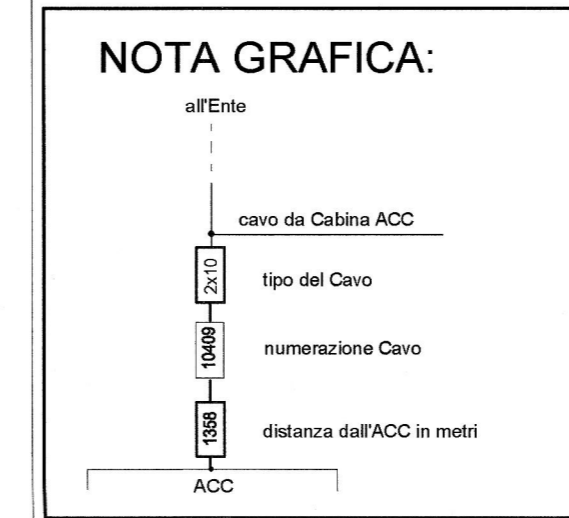 NOTA GRAFICA:
all'Ente
cavo da Cabina ACC
2x10
tipo del Cavo
10409
numerazione Cavo
1358
distanza dall'ACC in metri
ACC